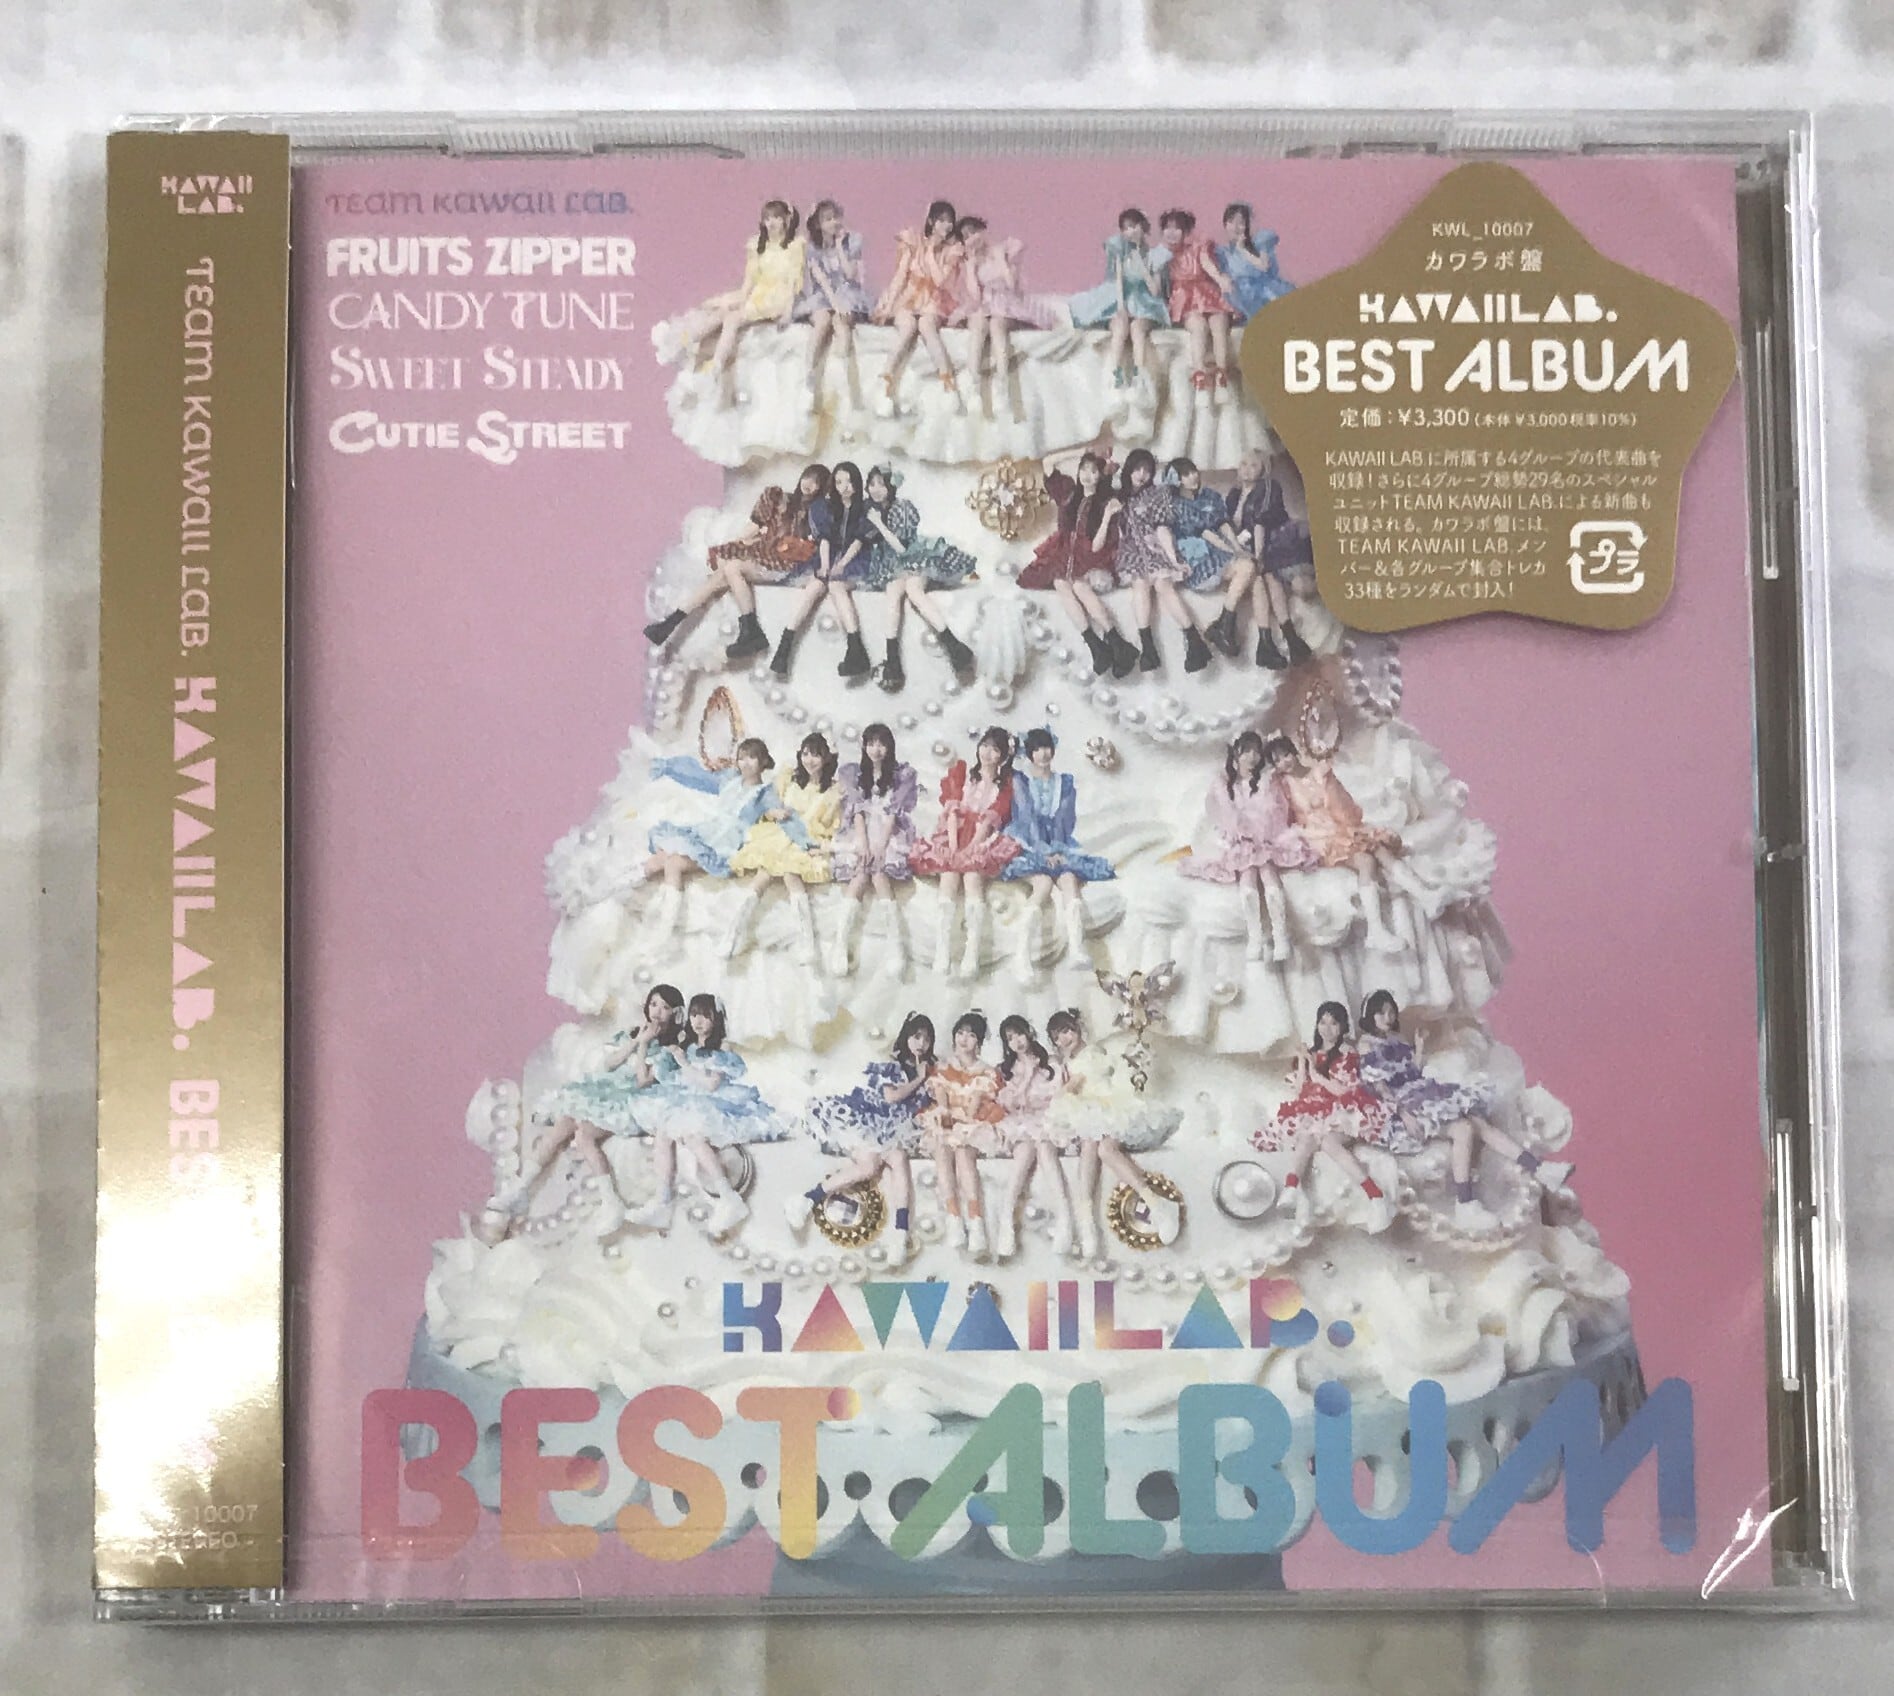 KAWAII
LAB.
TEAM KAWAII LAB. KAWAIILAB. BES
10007
STEREO
TEAM KAWAII LAB.
FRUITS ZIPPER
CANDY TUNE
SWEET STEADY
CUTIE STREET
KWL_10007
カワラボ盤
KAWAIILAB.
BEST ALBUM
定価:¥3,300(本体¥3,000税率10%)
KAWAII LAB.に所属する4グループの代表曲を
収録!さらに4グループ総勢29名のスペシャル
ユニットTEAM KAWAII LAB.による新曲も
収録される。カワラボ盤には、
TEAM KAWAII LAB.メン
バー&各グループ集合トレカ
33種をランダムで封入!
プラ
KAWAIILAB.
BEST ALBUM